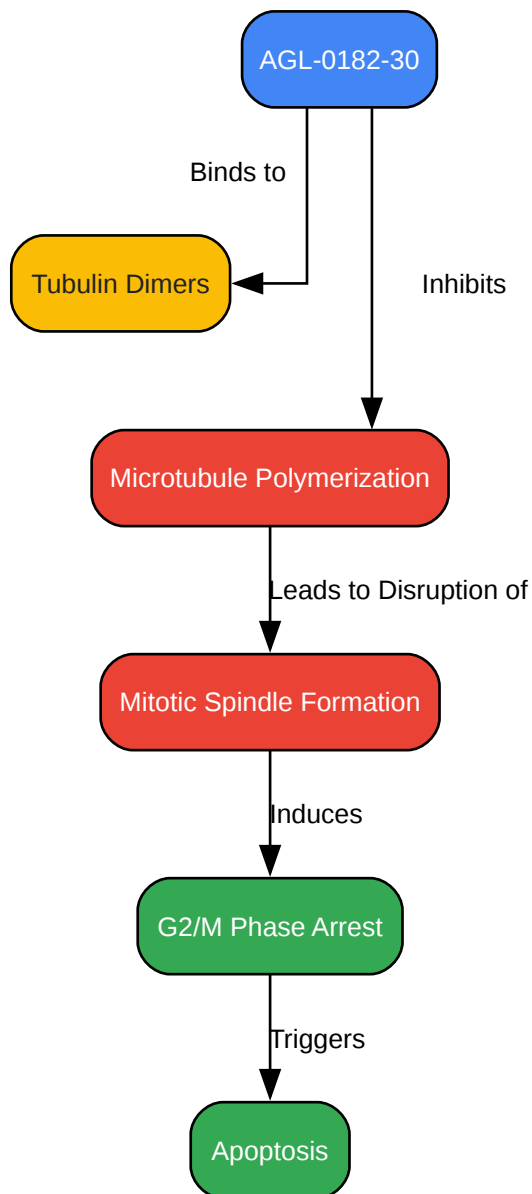 AGL-0182-30
Binds to
Tubulin Dimers
Inhibits
Microtubule Polymerization
Leads to Disruption of
Mitotic Spindle Formation
Induces
G2/M Phase Arrest
Triggers
Apoptosis